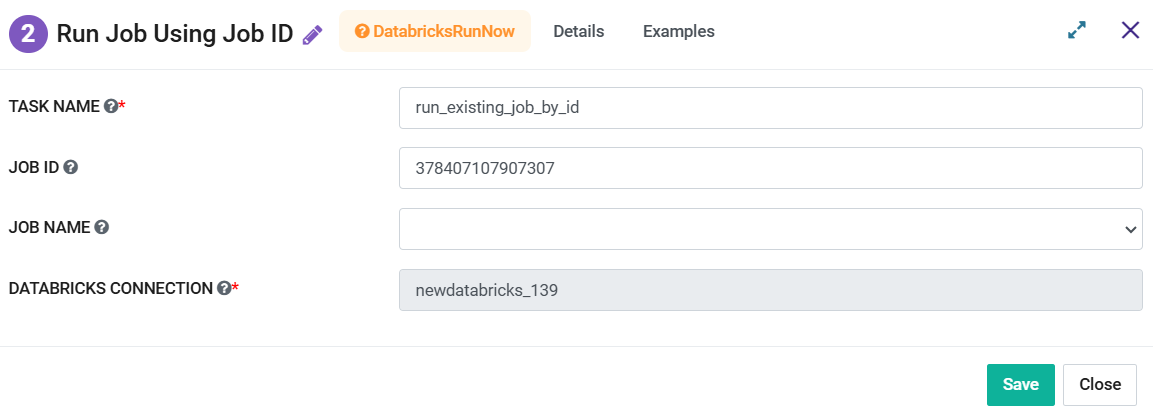 2 Run Job Using Job ID ? DatabricksRunNow Details Examples
TASK NAME ?* run_existing_job_by_id
JOB ID ? 378407107907307
JOB NAME ?
DATABRICKS CONNECTION ?* newdatabricks_139
Save Close